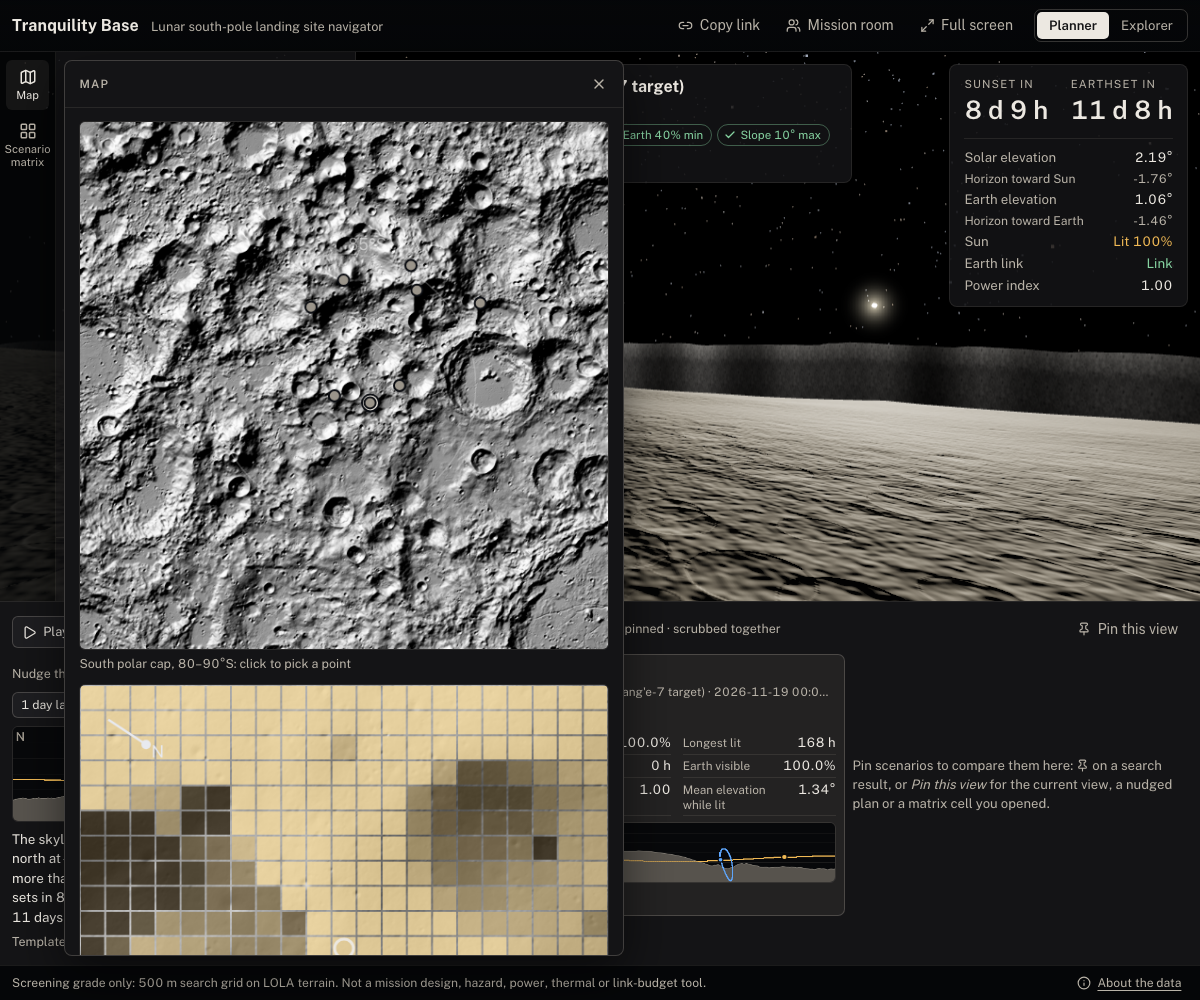 Tranquility Base
Lunar south-pole landing site navigator
Copy link
Mission room
Full screen
Planner
Explorer
Map
Scenario
matrix
MAP
target)
Earth 40% min
Slope 10° max
SUNSET IN
EARTHSET IN
8d9h
11d8h
Solar elevation 2.19°
Horizon toward Sun -1.76°
Earth elevation 1.06°
Horizon toward Earth -1.46°
Sun Lit 100%
Earth link Link
Power index 1.00
South polar cap, 80–90°S: click to pick a point
N
Play
Nudge th
1 day la
N
The skyl
north at
more tha
sets in 8
11 days
Template
pinned · scrubbed together
Pin this view
ang'e-7 target) · 2026-11-19 00:0…
100.0% Longest lit 168 h
0 h Earth visible 100.0%
1.00 Mean elevation 1.34°
while lit
Pin scenarios to compare them here: on a search
result, or Pin this view for the current view, a nudged
plan or a matrix cell you opened.
Screening grade only: 500 m search grid on LOLA terrain. Not a mission design, hazard, power, thermal or link-budget tool.
About the data